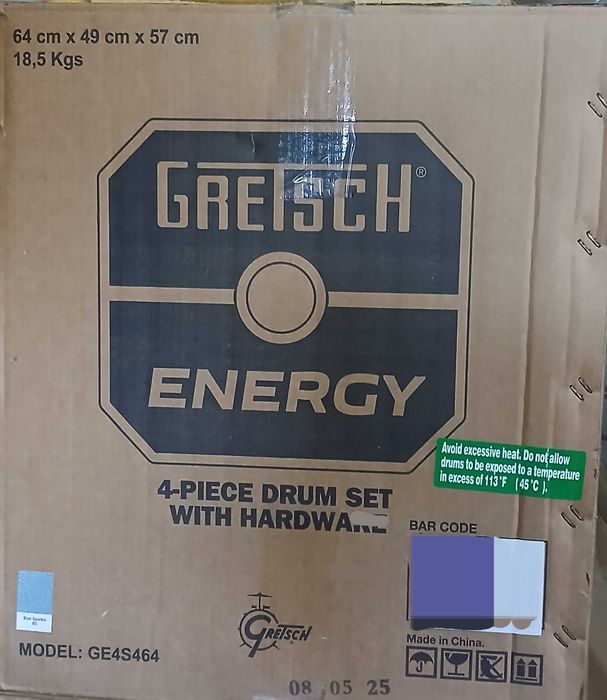 64 cm x 49 cm x 57 cm
18,5 Kgs
GRETSCH®
ENERGY
Avoid excessive heat. Do not allow
drums to be exposed to a temperature
in excess of 113°F (45°C).
4-PIECE DRUM SET
WITH
BAR CODE
Blue Sparkle
GRETSCH
Made in China.
MODEL: GE4S464
08 05 25